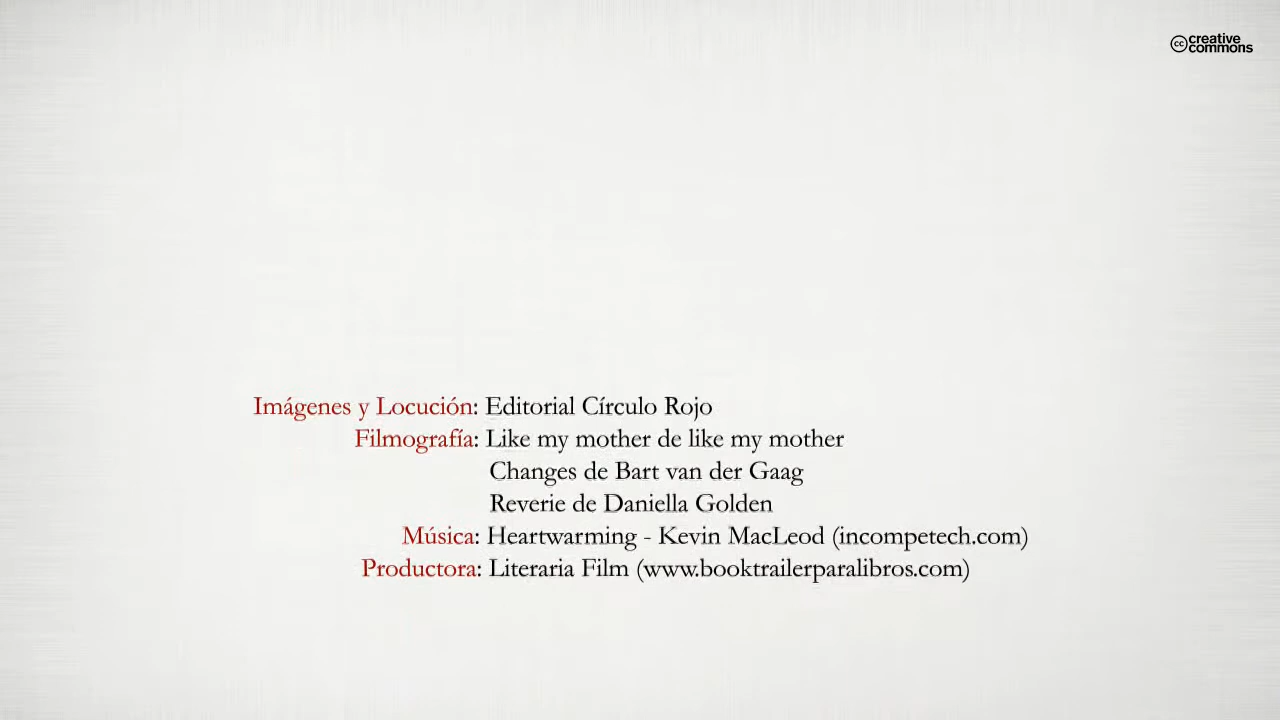 creative
commons
Imágenes y Locución: Editorial Círculo Rojo
Filmografía: Like my mother de like my mother
Changes de Bart van der Gaag
Reverie de Daniella Golden
Música: Heartwarming - Kevin MacLeod (incompetech.com)
Productora: Literaria Film (www.booktrailerparalibros.com)